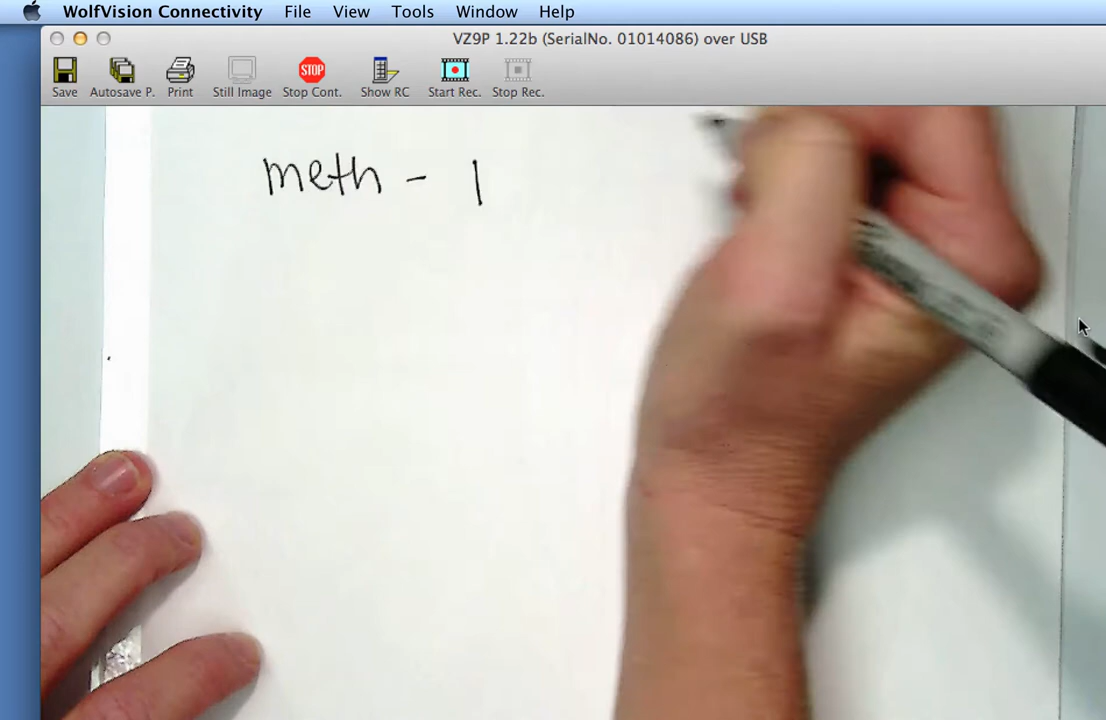 WolfVision Connectivity File View Tools Window Help
VZ9P 1.22b (SerialNo. 01014086) over USB
Save Autosave P. Print Still Image Stop Cont. Show RC Start Rec. Stop Rec.
STOP
meth - 1